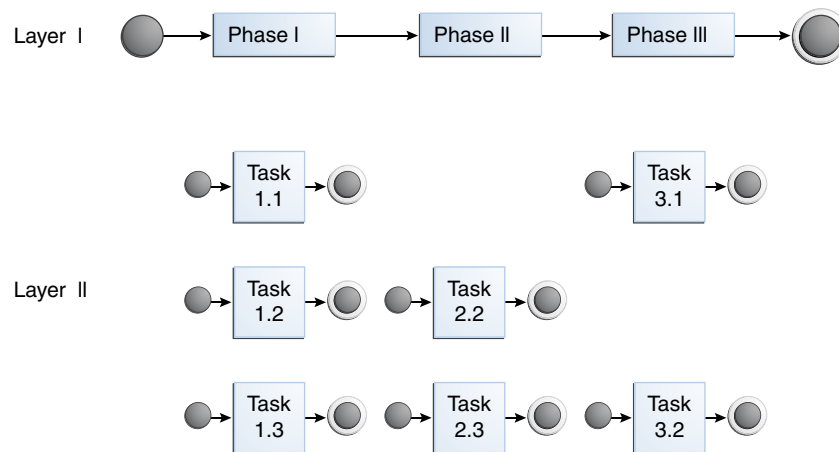 Layer I
Phase I
Phase II
Phase III
Task
1.1
Task
3.1
Layer II
Task
1.2
Task
2.2
Task
1.3
Task
2.3
Task
3.2